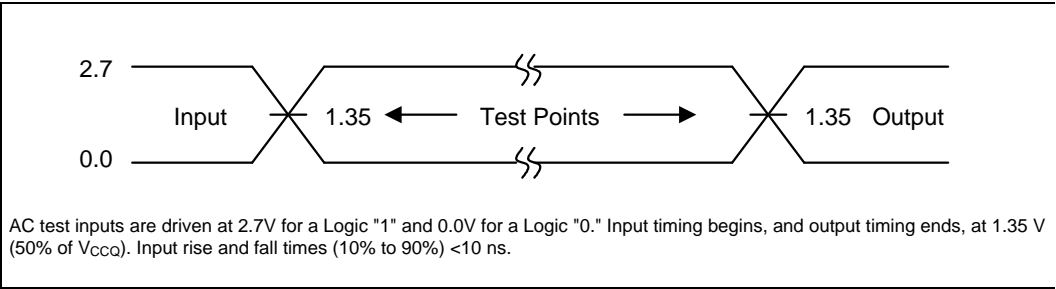 2.7
Input 1.35 Test Points 1.35 Output
0.0
AC test inputs are driven at 2.7V for a Logic "1" and 0.0V for a Logic "0." Input timing begins, and output timing ends, at 1.35 V
(50% of VCCQ). Input rise and fall times (10% to 90%) <10 ns.